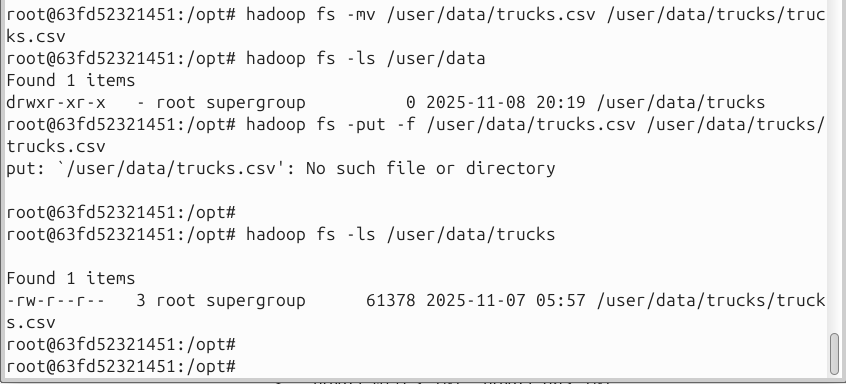 root@63fd52321451:/opt# hadoop fs -mv /user/data/trucks.csv /user/data/trucks/truc
ks.csv
root@63fd52321451:/opt# hadoop fs -ls /user/data
Found 1 items
drwxr-xr-x   - root supergroup          0 2025-11-08 20:19 /user/data/trucks
root@63fd52321451:/opt# hadoop fs -put -f /user/data/trucks.csv /user/data/trucks/
trucks.csv
put: `/user/data/trucks.csv': No such file or directory
root@63fd52321451:/opt#
root@63fd52321451:/opt# hadoop fs -ls /user/data/trucks
Found 1 items
-rw-r--r--   3 root supergroup      61378 2025-11-07 05:57 /user/data/trucks/truck
s.csv
root@63fd52321451:/opt#
root@63fd52321451:/opt#